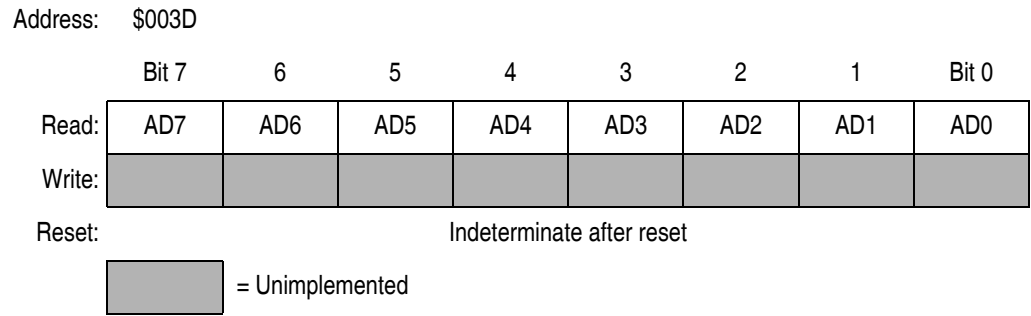 Address: $003D
Bit 7 6 5 4 3 2 1 Bit 0
Read: AD7 AD6 AD5 AD4 AD3 AD2 AD1 AD0
Write:
Reset: Indeterminate after reset
= Unimplemented